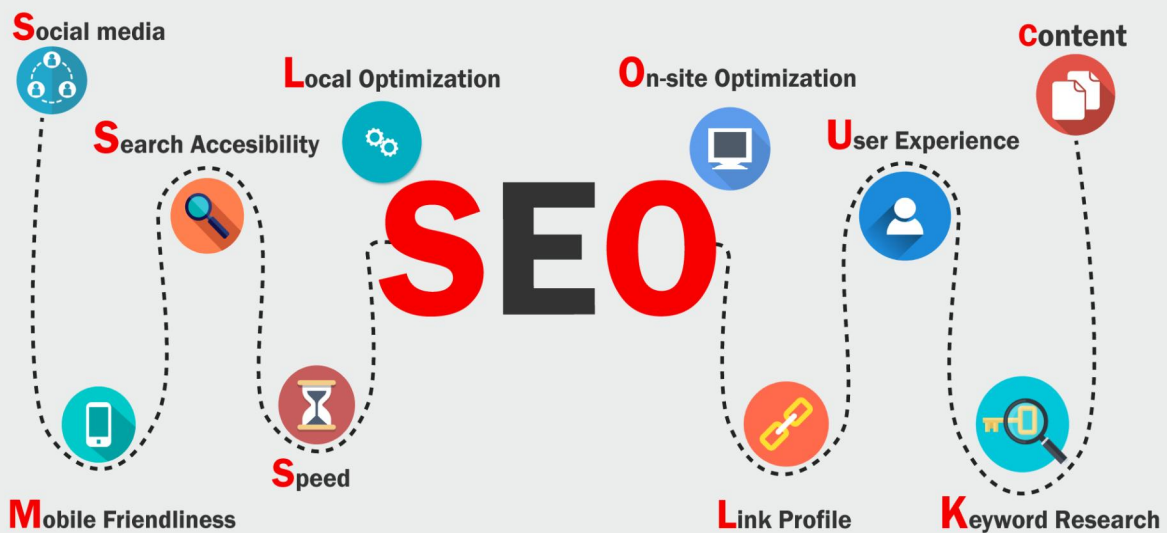 Social media
Local Optimization
On-site Optimization
Content
Search Accesibility
User Experience
SEO
Speed
Mobile Friendliness
Link Profile
Keyword Research